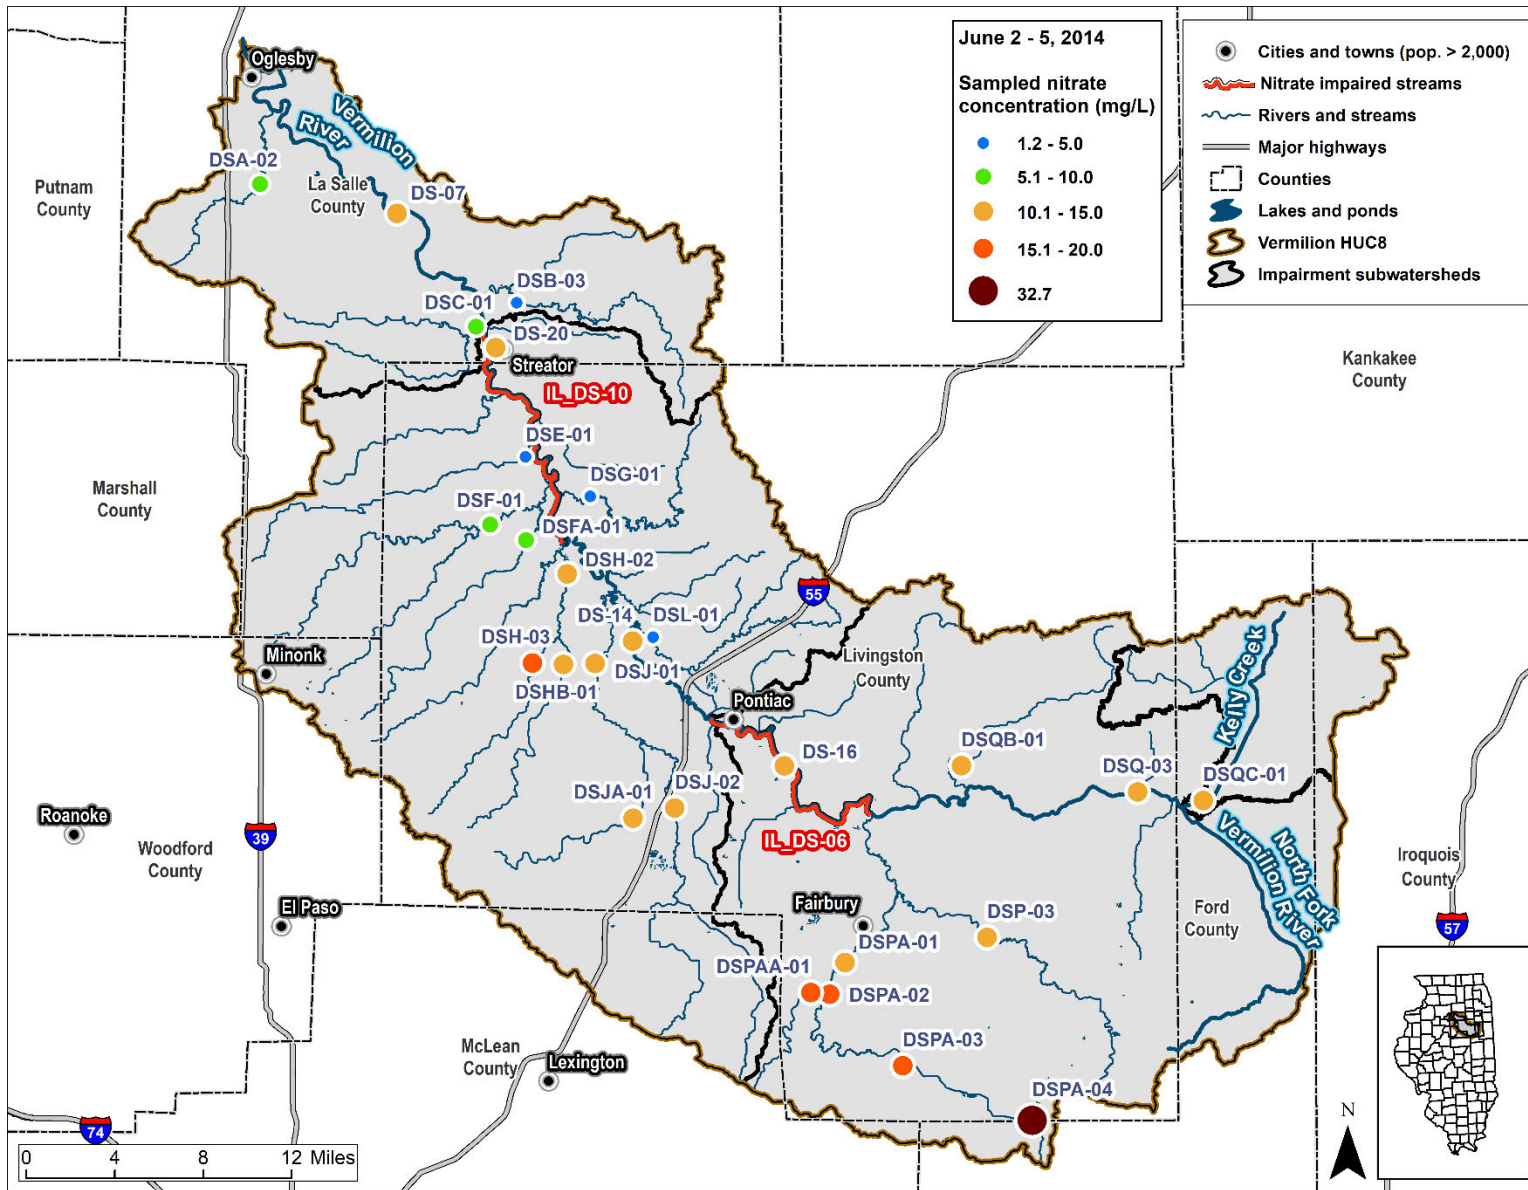 Oglesby
Vermilion
River
DSA-02
La Salle
County
DS-07
Putnam
County
DSB-03
DSC-01
DS-20
Streator
IL_DS-10
DSE-01
Marshall
County
DSG-01
DSF-01
DSFA-01
DSH-02
DS-14
DSL-01
DSH-03
DSJ-01
DSHB-01
Minonk
55
Livingston
County
Pontiac
Kelly Creek
Kankakee
County
DS-16
DSQB-01
DSQ-03
DSQC-01
DSJA-01
DSJ-02
IL_DS-06
North Fork
Vermilion River
Roanoke
39
Woodford
County
El Paso
Fairbury
DSP-03
DSPA-01
DSPAA-01
DSPA-02
Ford
County
Iroquois
County
57
DSPA-03
McLean
County
Lexington
DSPA-04
74
0 4 8 12 Miles
N
June 2 - 5, 2014
Sampled nitrate
concentration (mg/L)
1.2 - 5.0
5.1 - 10.0
10.1 - 15.0
15.1 - 20.0
32.7
Cities and towns (pop. > 2,000)
Nitrate impaired streams
Rivers and streams
Major highways
Counties
Lakes and ponds
Vermilion HUC8
Impairment subwatersheds